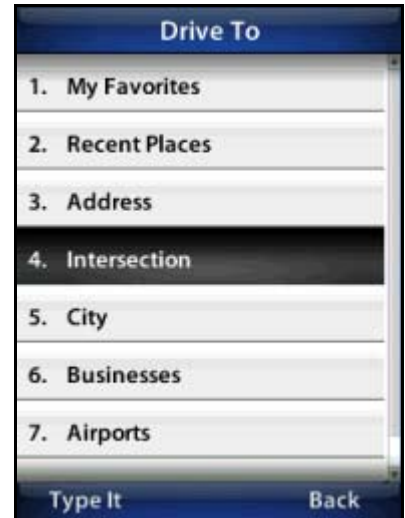 Drive To
1. My Favorites
2. Recent Places
3. Address
4. Intersection
5. City
6. Businesses
7. Airports
Type It Back